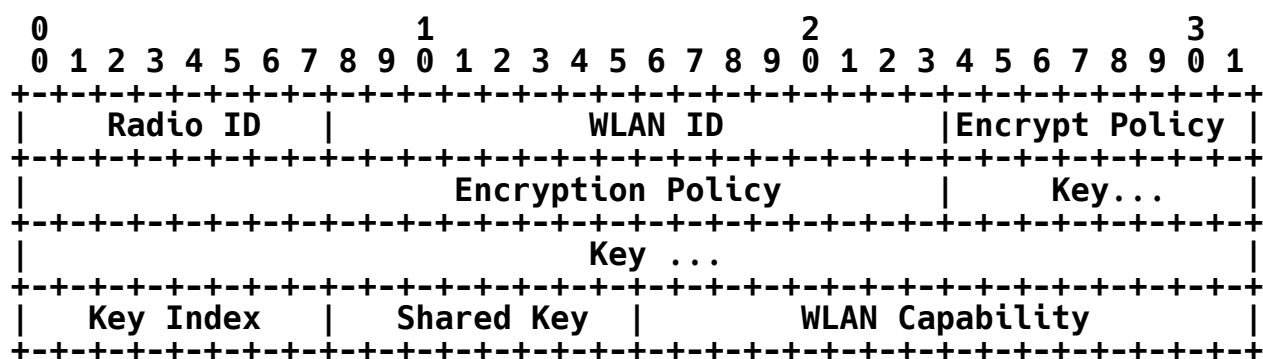 0                   1                   2                   3
 0 1 2 3 4 5 6 7 8 9 0 1 2 3 4 5 6 7 8 9 0 1 2 3 4 5 6 7 8 9 0 1
+-+-+-+-+-+-+-+-+-+-+-+-+-+-+-+-+-+-+-+-+-+-+-+-+-+-+-+-+-+-+-+-+
|    Radio ID   |             WLAN ID           |Encrypt Policy |
+-+-+-+-+-+-+-+-+-+-+-+-+-+-+-+-+-+-+-+-+-+-+-+-+-+-+-+-+-+-+-+-+
|                      Encryption Policy        |     Key...    |
+-+-+-+-+-+-+-+-+-+-+-+-+-+-+-+-+-+-+-+-+-+-+-+-+-+-+-+-+-+-+-+-+
|                             Key ...                           |
+-+-+-+-+-+-+-+-+-+-+-+-+-+-+-+-+-+-+-+-+-+-+-+-+-+-+-+-+-+-+-+-+
|   Key Index   |   Shared Key  |        WLAN Capability        |
+-+-+-+-+-+-+-+-+-+-+-+-+-+-+-+-+-+-+-+-+-+-+-+-+-+-+-+-+-+-+-+-+